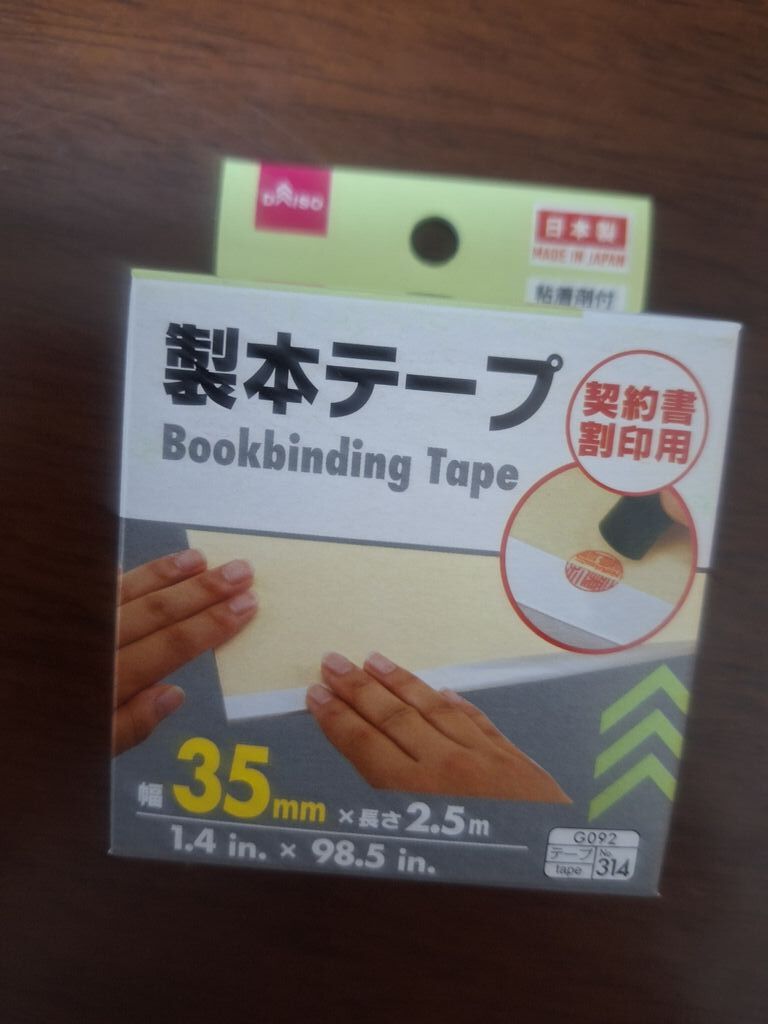 DAISO
日本製
MADE IN JAPAN
粘着剤付
製本テープ
Bookbinding Tape
契約書
割印用
幅35mm×長さ2.5m
1.4 in. × 98.5 in.
G092
テープ
tape
No.
314